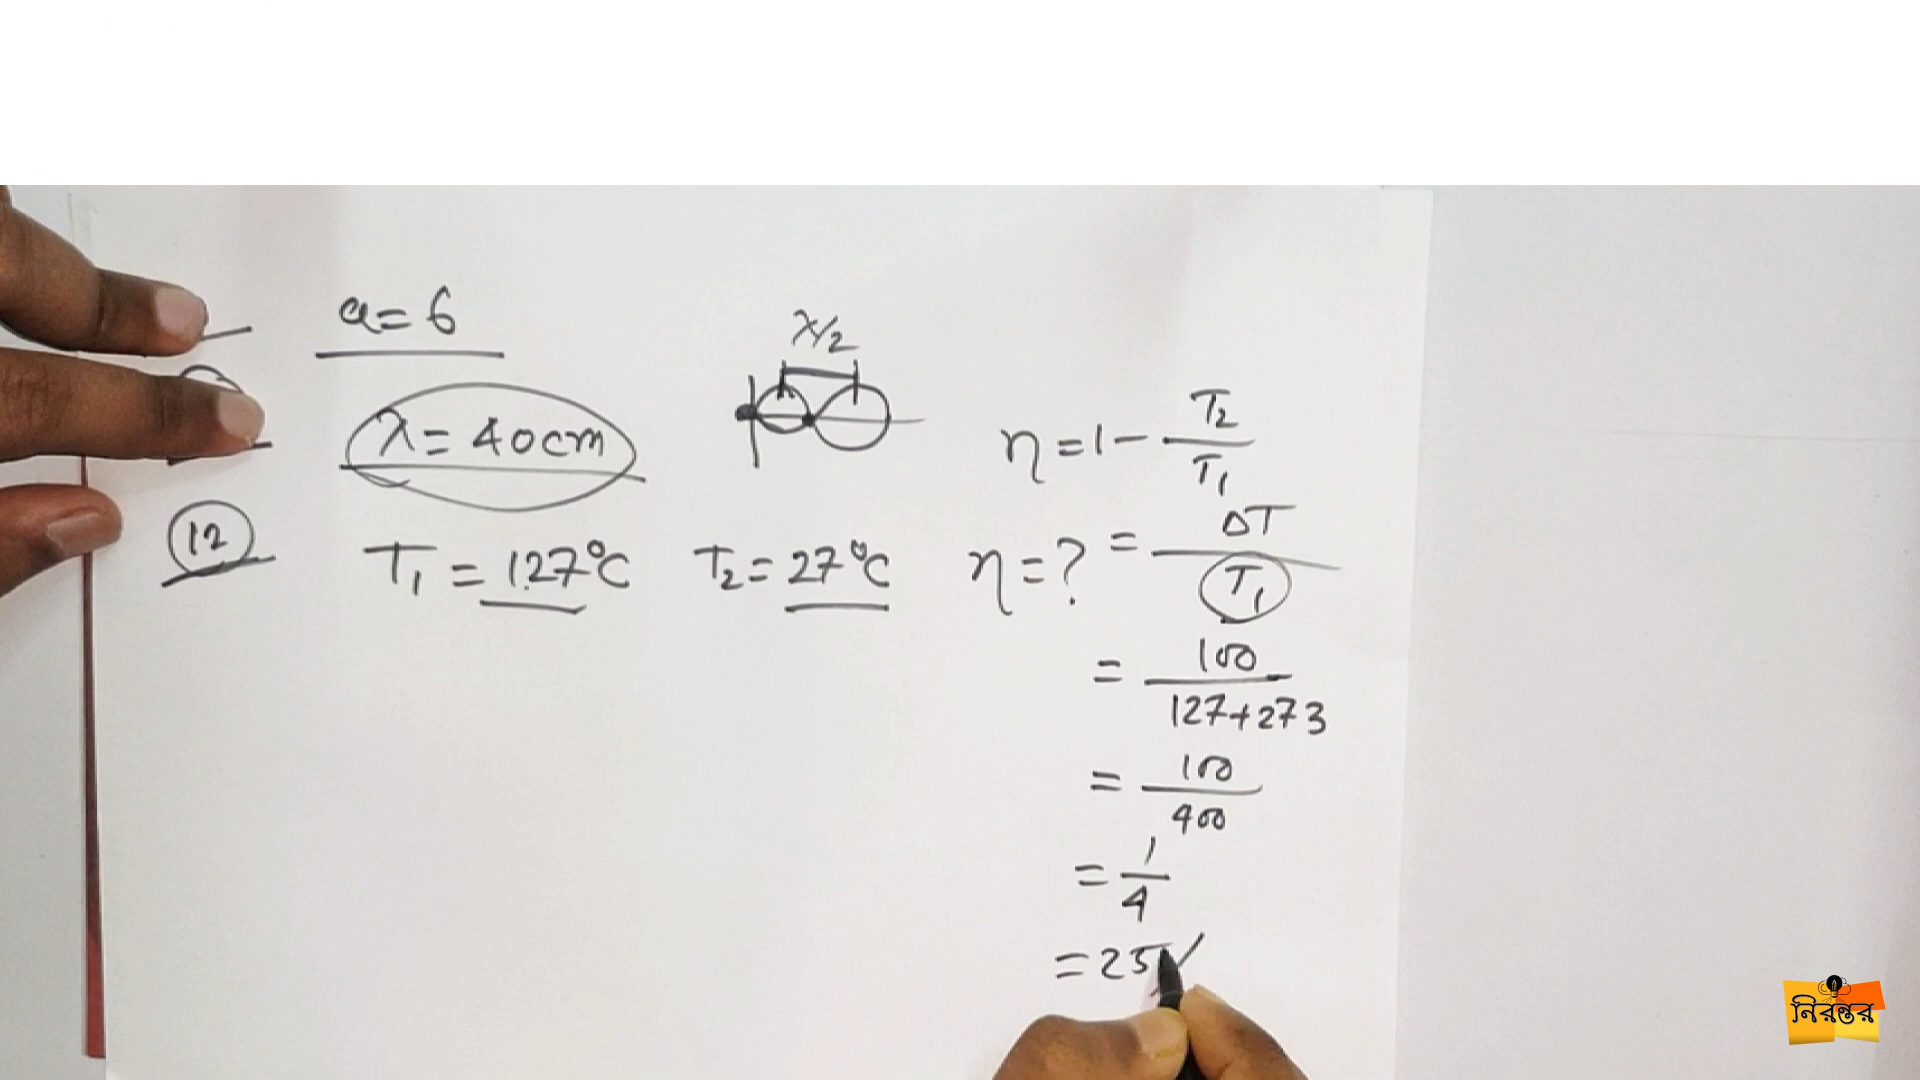 a = 6
λ/2
λ = 40cm
η = 1 - T₂/T₁
(12) T₁ = 127°C T₂ = 27°C η = ? = ΔT/T₁
= 100/127+273
= 100/400
= 1/4
= 25%
নিরন্তর